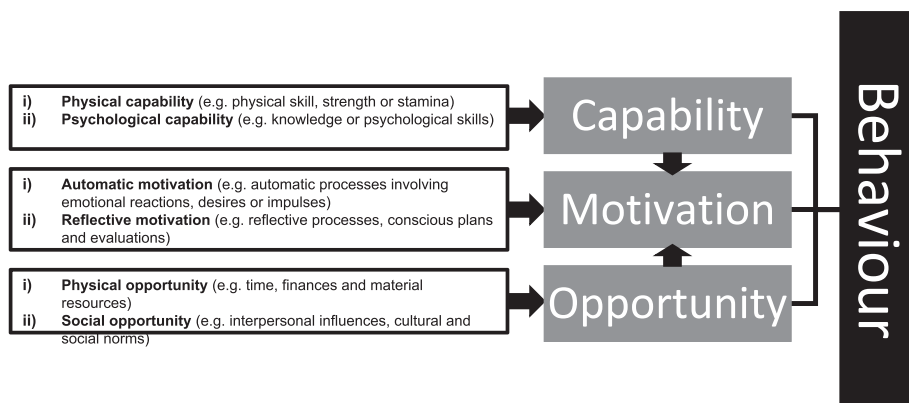 i) Physical capability (e.g. physical skill, strength or stamina)
ii) Psychological capability (e.g. knowledge or psychological skills)
Capability
i) Automatic motivation (e.g. automatic processes involving
emotional reactions, desires or impulses)
ii) Reflective motivation (e.g. reflective processes, conscious plans
and evaluations)
Motivation
i) Physical opportunity (e.g. time, finances and material
resources)
ii) Social opportunity (e.g. interpersonal influences, cultural and
social norms)
Opportunity
Behaviour